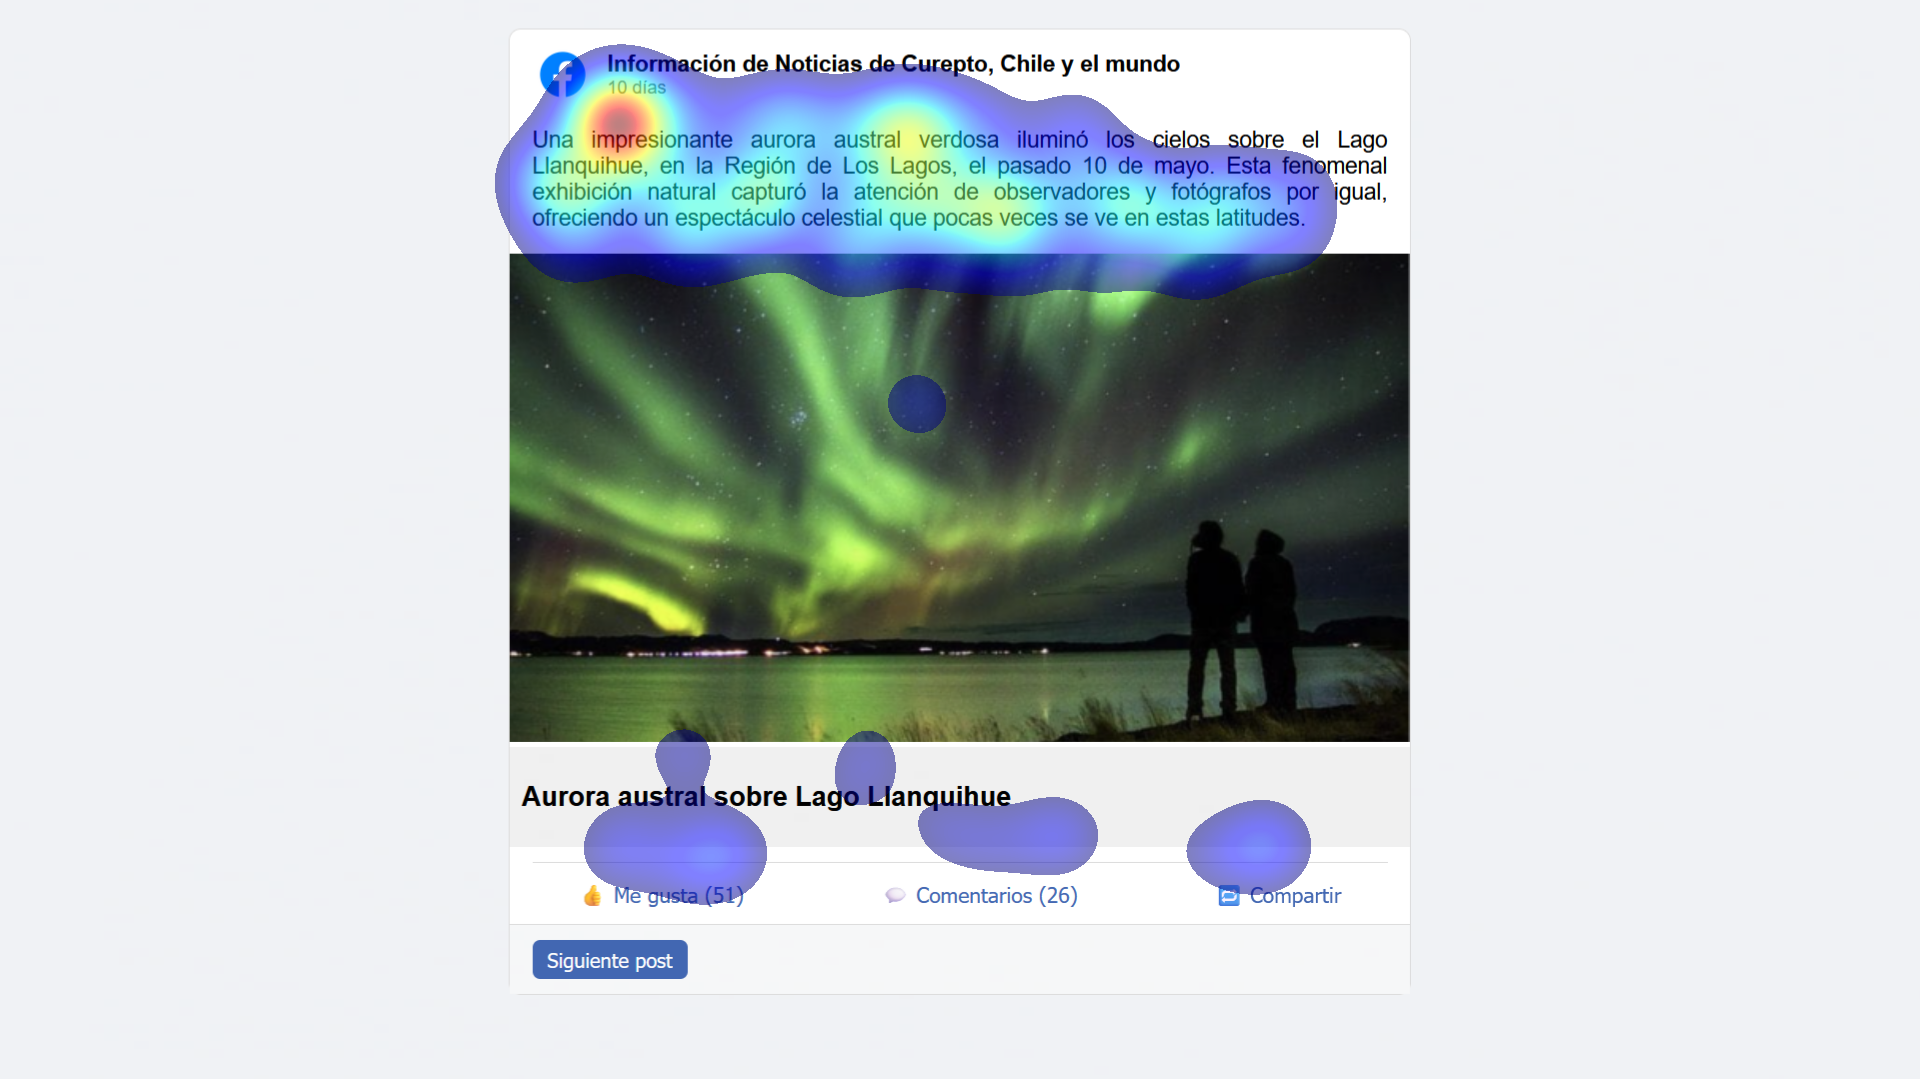 Información de Noticias de Curepto, Chile y el mundo
10 días
Una impresionante aurora austral verdosa iluminó los cielos sobre el Lago
Llanquihue, en la Región de Los Lagos, el pasado 10 de mayo. Esta fenomenal
exhibición natural capturó la atención de observadores y fotógrafos por igual,
ofreciendo un espectáculo celestial que pocas veces se ve en estas latitudes.
Aurora austral sobre Lago Llanquihue
Me gusta (51)
Comentarios (26)
Compartir
Siguiente post